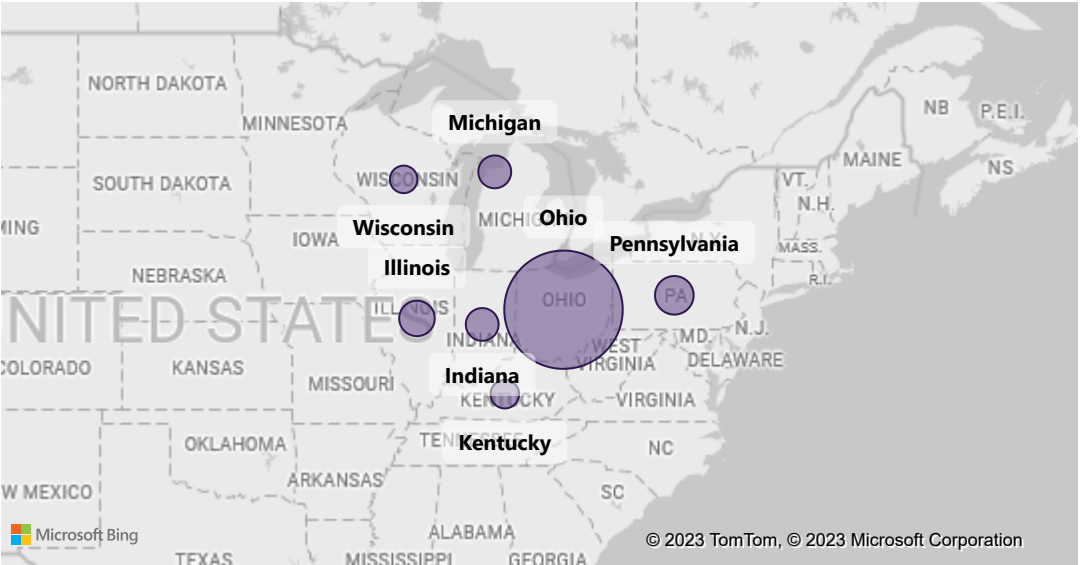 NORTH DAKOTA
MINNESOTA
Michigan
NB
P.E.I.
MAINE
NS
SOUTH DAKOTA
WISCONSIN
VT.
N.H.
MING
IOWA
Wisconsin
MICHIG
Ohio
Pennsylvania
N.Y.
MASS.
NEBRASKA
Illinois
R.I.
NITED STATES
ILLINOIS
OHIO
PA
INDIANA
WEST
VIRGINIA
MD.
N.J.
DELAWARE
COLORADO
KANSAS
MISSOURI
Indiana
KENTUCKY
VIRGINIA
OKLAHOMA
TENNESSEE
Kentucky
NC
ARKANSAS
W MEXICO
SC
Microsoft Bing
ALABAMA
© 2023 TomTom, © 2023 Microsoft Corporation
TEXAS
MISSISSIPPI
GEORGIA